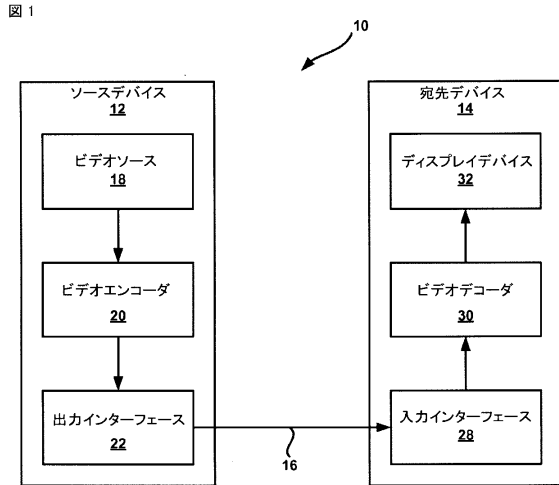 図 1
10
ソースデバイス
12
ビデオソース
18
ビデオエンコーダ
20
出力インターフェース
22
16
宛先デバイス
14
ディスプレイデバイス
32
ビデオデコーダ
30
入力インターフェース
28